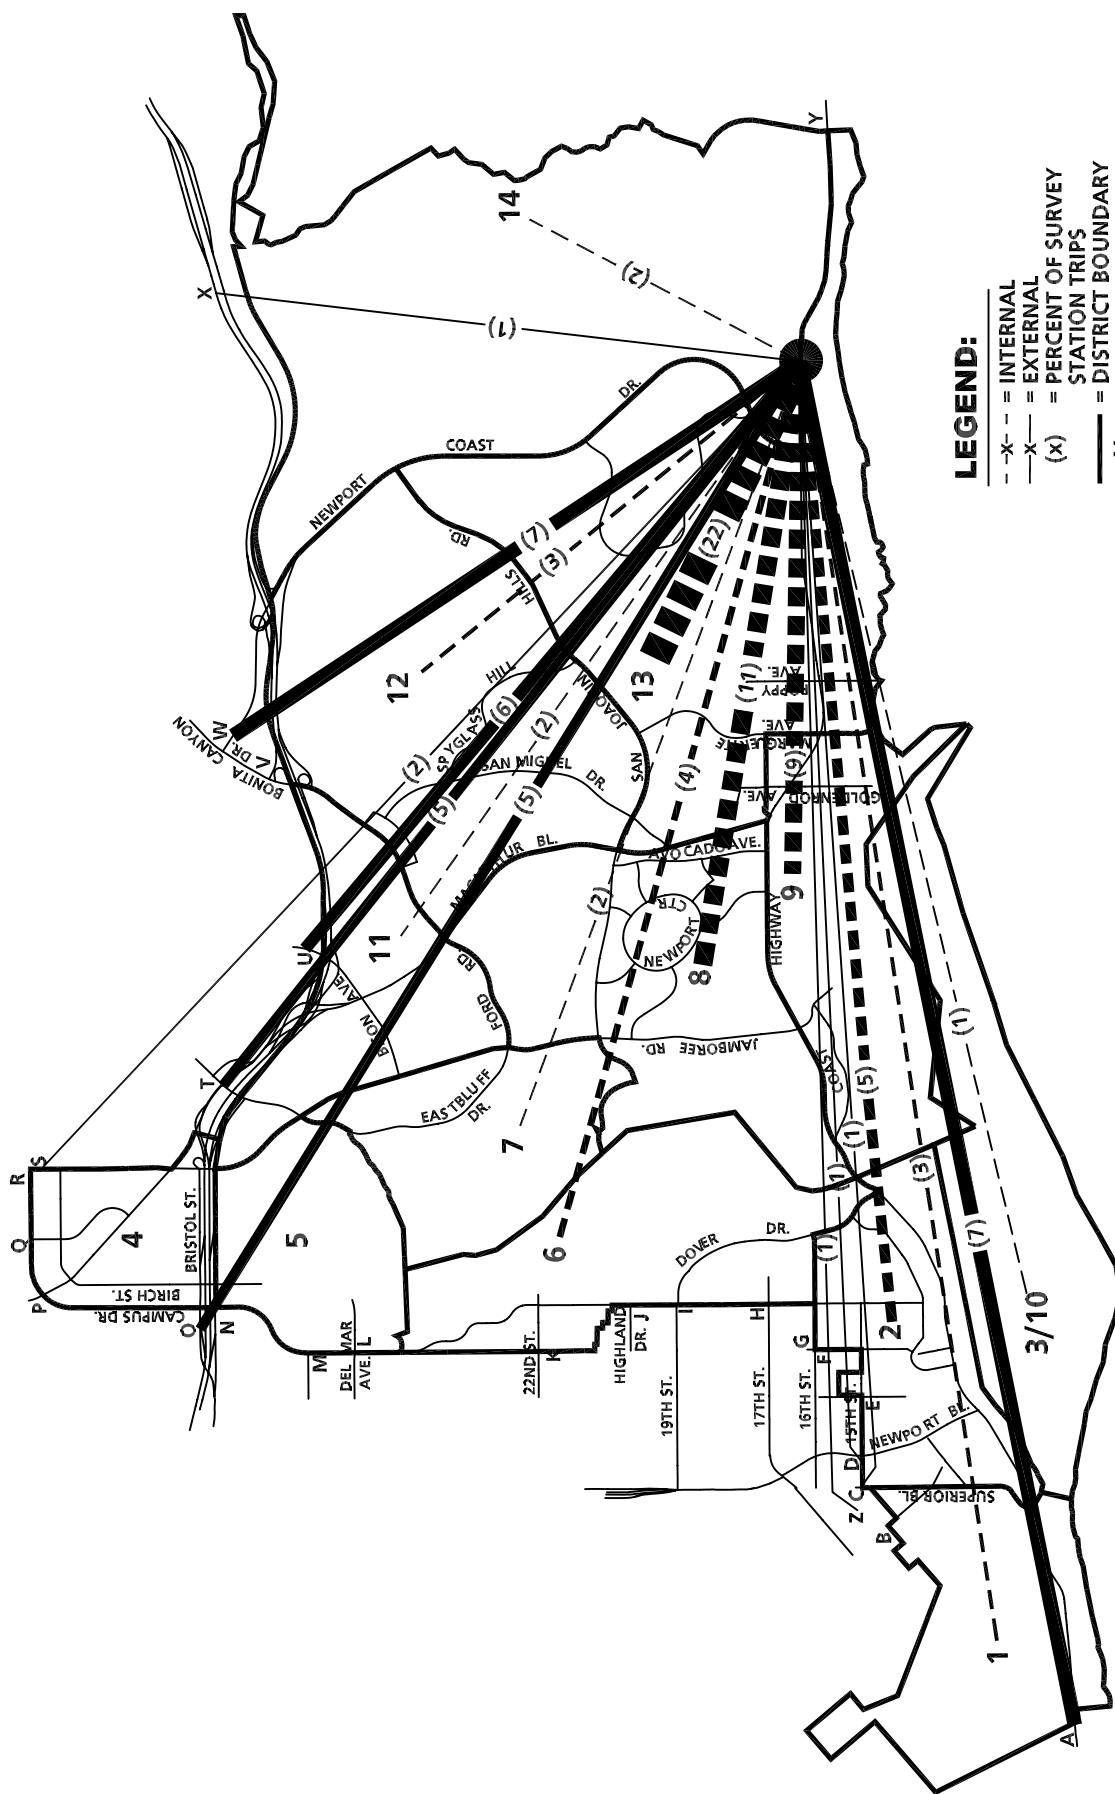 14
(2)
X
(1)
Y
DR.
COAST
NEWPORT
RD.
HILLS
(7)
(3)
12
W
BONITA CANYON
DR.
V
HILL
SPYGLASS
(6)
(2)
(5)
(2)
(5)
SAN MIGUEL
DR.
SAN
JOAQUIN
13
(22)
(11)
(4)
(9)
POPPY
AVE.
MARGUERITE
AVE.
GOLDENROD AVE.
MACARTHUR BL.
AVOCADO AVE.
9
8
NEWPORT
CTR.
HIGHWAY
COAST
(2)
11
U
BISON
AVE.
FORD
RD
JAMBOREE RD.
EASTBLUFF
DR.
T
7
6
S
R
Q
P
O
N
4
5
BRISTOL ST.
BIRCH ST.
CAMPUS DR.
M
DEL MAR
AVE.
L
22ND ST.
K
HIGHLAND
DR.
J
I
H
G
F
E
D
C
Z
B
A
DOVER
DR.
19TH ST.
17TH ST.
16TH ST.
15TH ST.
NEWPORT BL.
SUPERIOR BL.
(1)
(1)
(1)
(5)
(3)
(7)
(1)
2
3/10
1
LEGEND:
- -X- - = INTERNAL
—X— = EXTERNAL
(X) = PERCENT OF SURVEY
STATION TRIPS
= DISTRICT BOUNDARY